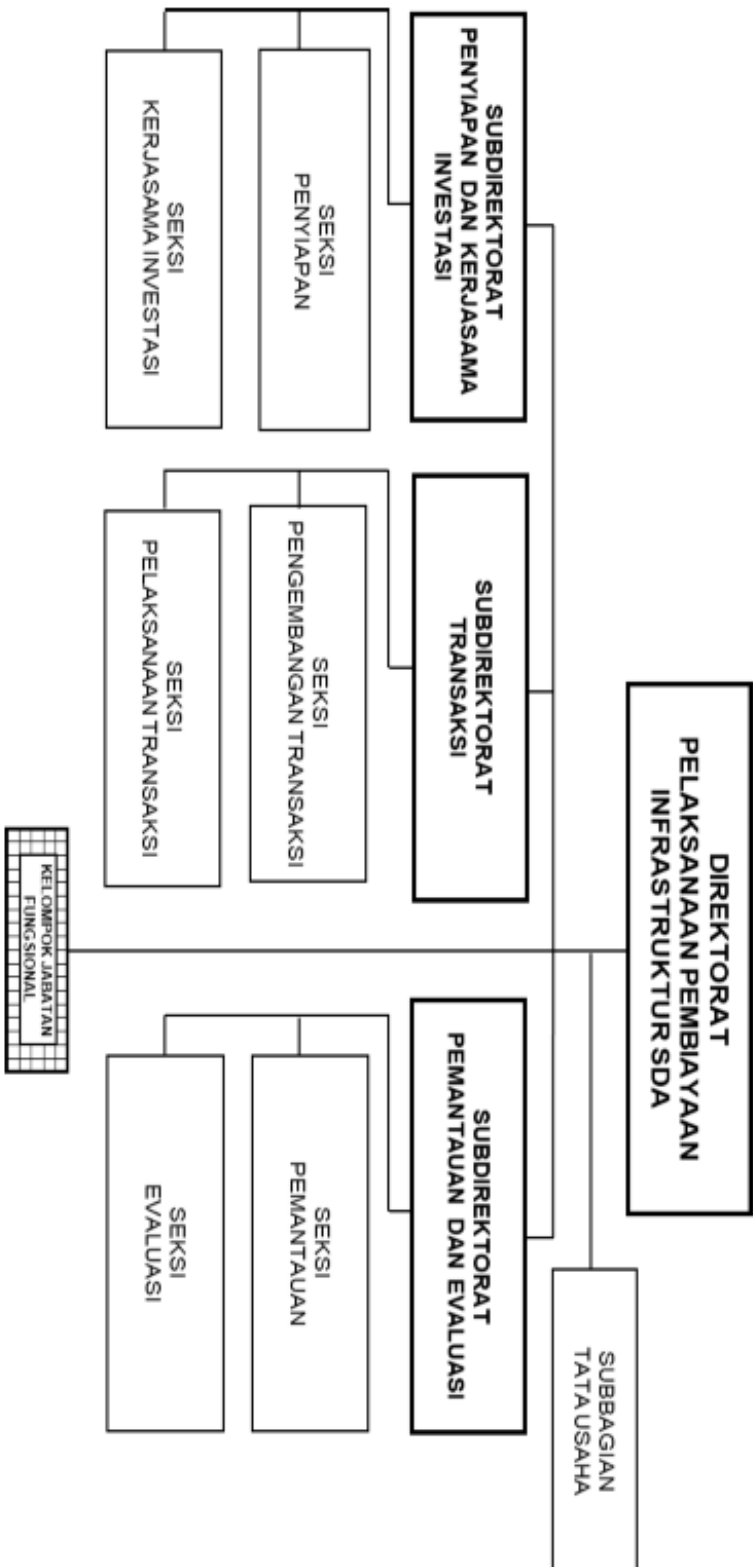 DIREKTORAT
PELAKSANAAN PEMBIAYAAN
INFRASTRUKTUR SDA
SUBBAGIAN
TATA USAHA
SUBDIREKTORAT
PENYIAPAN DAN KERJASAMA
INVESTASI
SUBDIREKTORAT
TRANSAKSI
SUBDIREKTORAT
PEMANTAUAN DAN EVALUASI
SEKSI
PENYIAPAN
SEKSI
PENGEMBANGAN TRANSAKSI
SEKSI
PEMANTAUAN
SEKSI
KERJASAMA INVESTASI
SEKSI
PELAKSANAAN TRANSAKSI
SEKSI
EVALUASI
KELOMPOK JABATAN
FUNGSIONAL